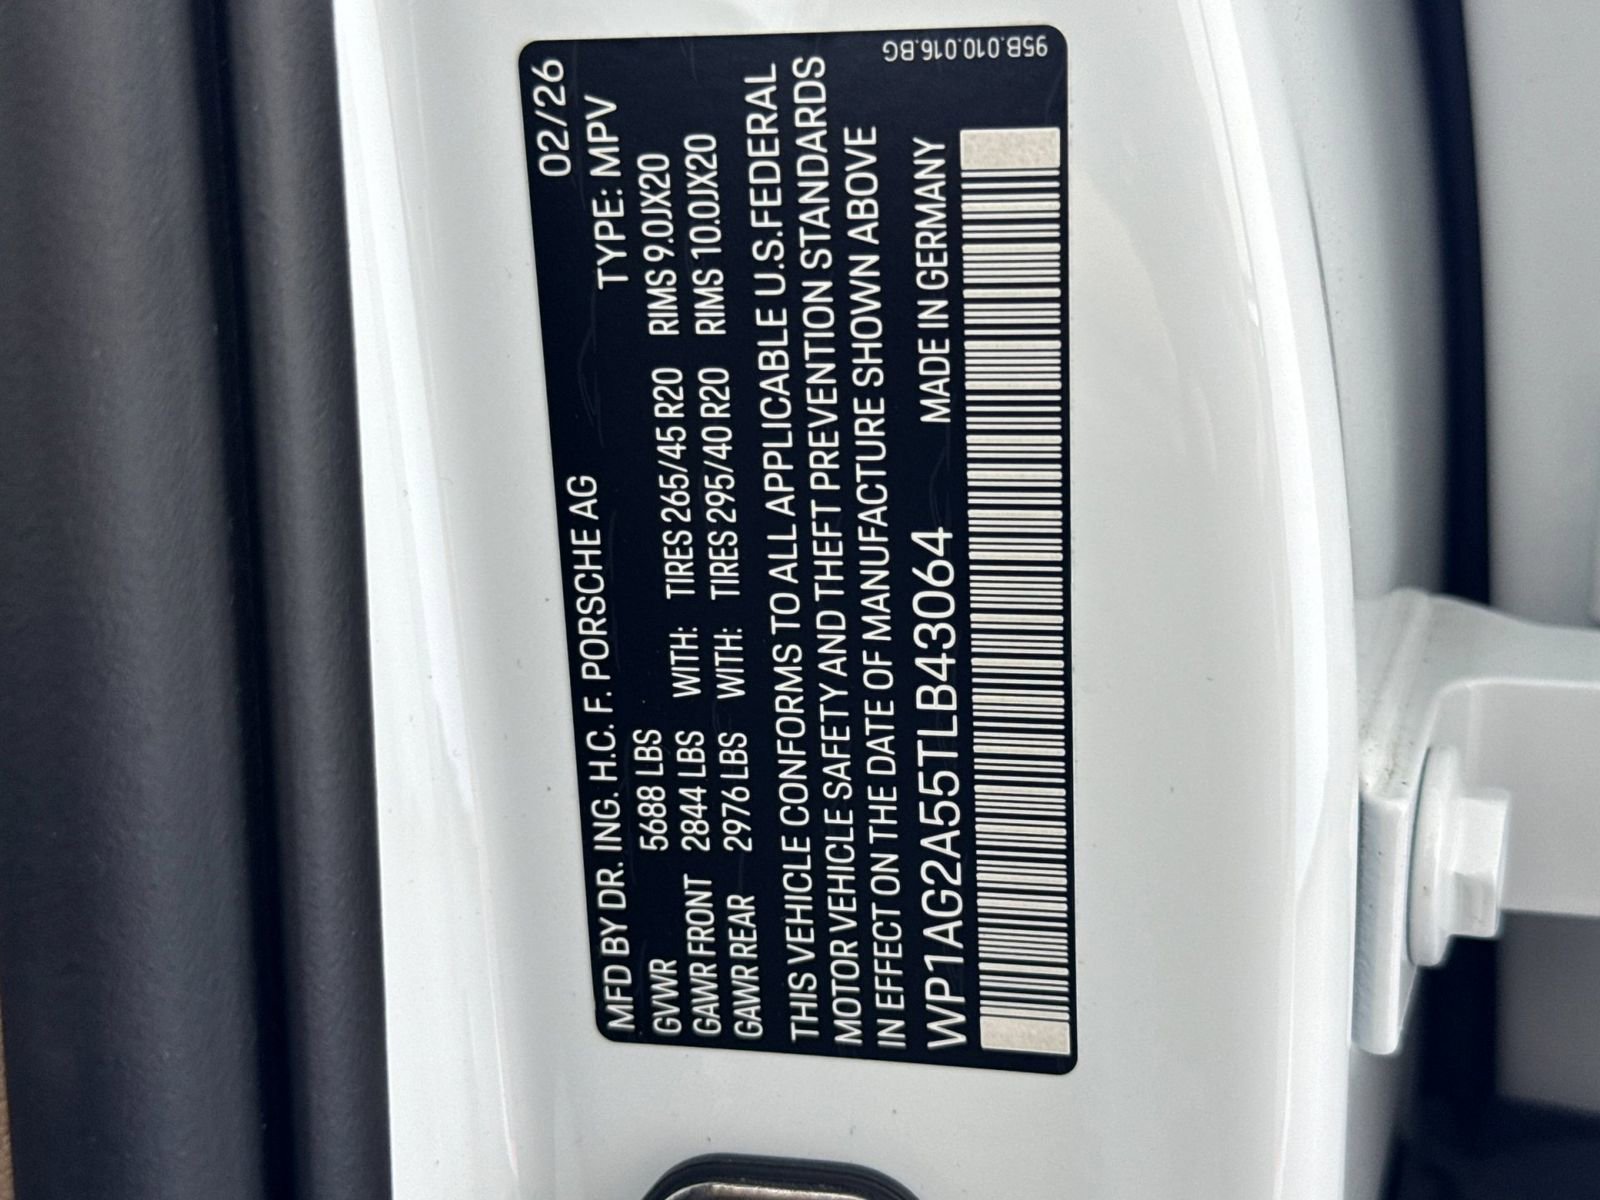 02/26
MFD BY DR. ING. H.C. F. PORSCHE AG TYPE: MPV
GVWR 5688 LBS
GAWR FRONT 2844 LBS WITH: TIRES 265/45 R20 RIMS 9.0JX20
GAWR REAR 2976 LBS WITH: TIRES 295/40 R20 RIMS 10.0JX20
THIS VEHICLE CONFORMS TO ALL APPLICABLE U.S.FEDERAL
MOTOR VEHICLE SAFETY AND THEFT PREVENTION STANDARDS
IN EFFECT ON THE DATE OF MANUFACTURE SHOWN ABOVE
WP1AG2A55TLB43064 MADE IN GERMANY
95B.010.016.BG